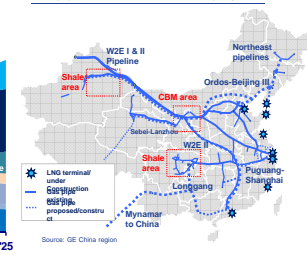 W2E I & II
Pipeline
Northeast
pipelines
Shale
area
CBM area
Ordos-Beijing III
Sebei-Lanzhou
W2E II
Shale
area
Longgang
Puguang-
Shanghai
Mynamar
to China
LNG terminal/
under
Construction
Gas pipe
existing
Gas pipe
proposed/constru
ct
Source: GE China region
'25